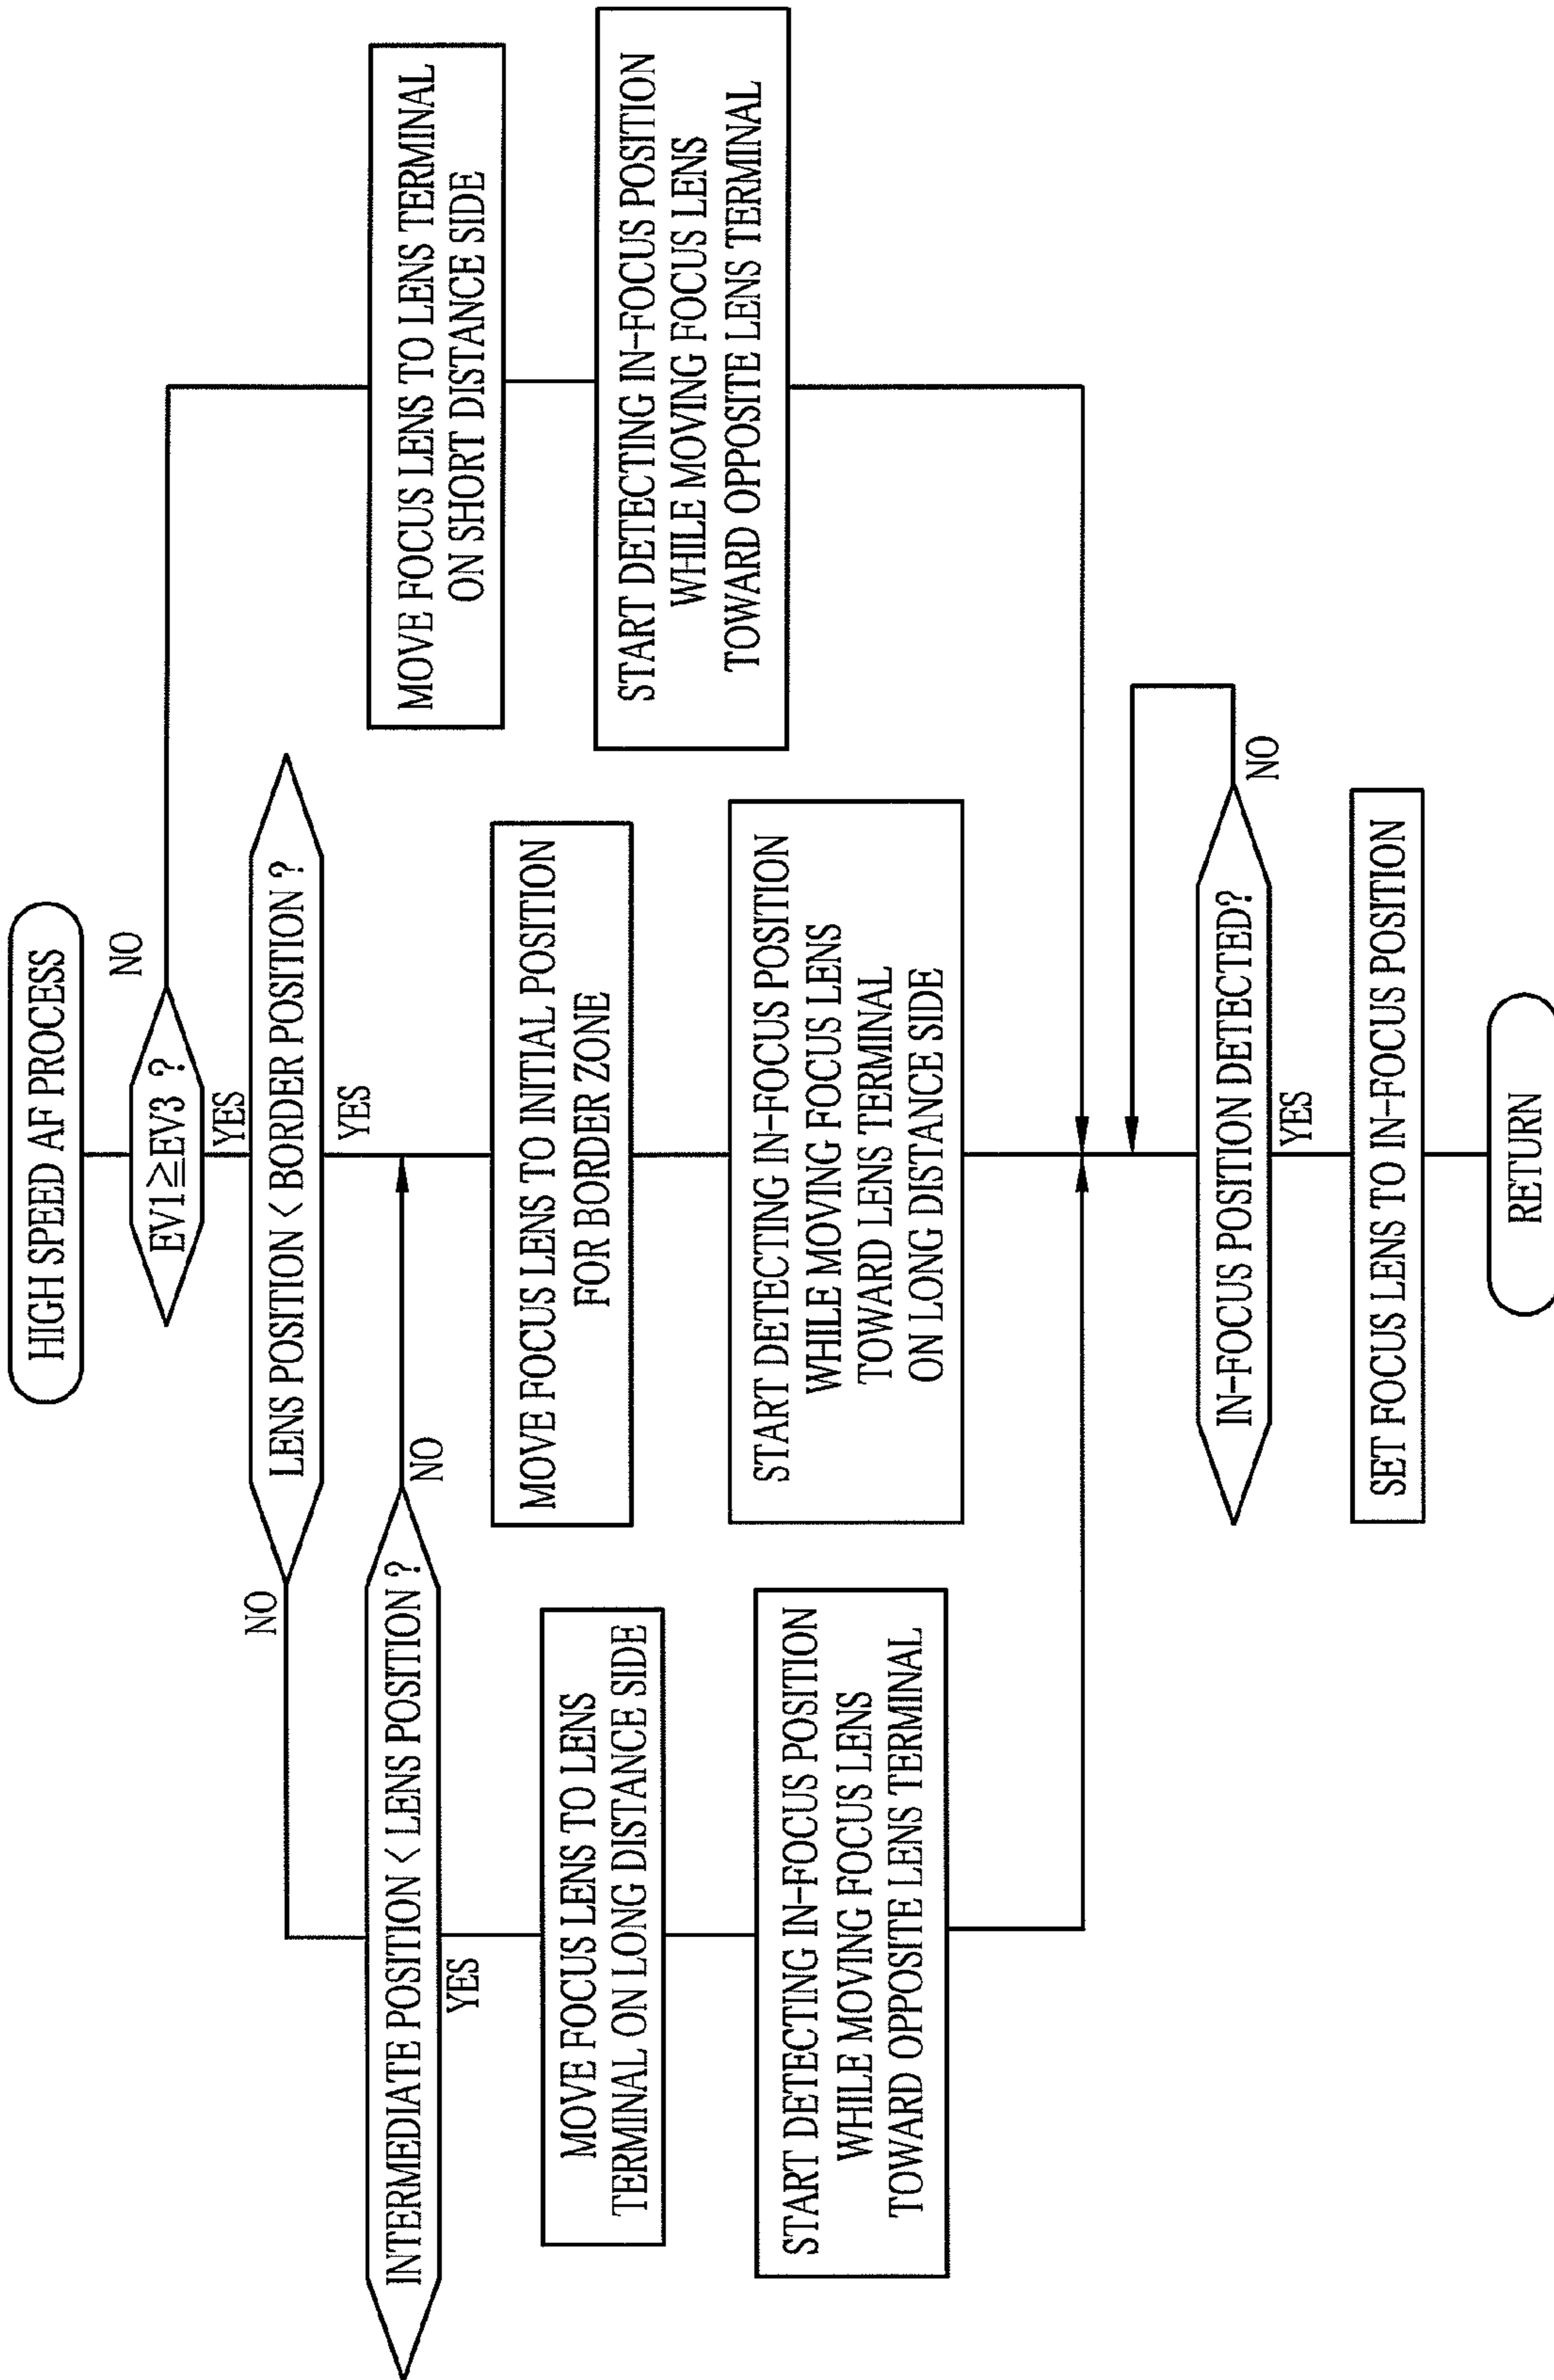 HIGH SPEED AF PROCESS
EV1≧EV3 ?
NO
YES
LENS POSITION < BORDER POSITION ?
NO
YES
INTERMEDIATE POSITION < LENS POSITION ?
NO
YES
MOVE FOCUS LENS TO LENS
TERMINAL ON LONG DISTANCE SIDE
START DETECTING IN-FOCUS POSITION
WHILE MOVING FOCUS LENS
TOWARD OPPOSITE LENS TERMINAL
MOVE FOCUS LENS TO INITIAL POSITION
FOR BORDER ZONE
START DETECTING IN-FOCUS POSITION
WHILE MOVING FOCUS LENS
TOWARD LENS TERMINAL
ON LONG DISTANCE SIDE
MOVE FOCUS LENS TO LENS TERMINAL
ON SHORT DISTANCE SIDE
START DETECTING IN-FOCUS POSITION
WHILE MOVING FOCUS LENS
TOWARD OPPOSITE LENS TERMINAL
IN-FOCUS POSITION DETECTED?
NO
YES
SET FOCUS LENS TO IN-FOCUS POSITION
RETURN